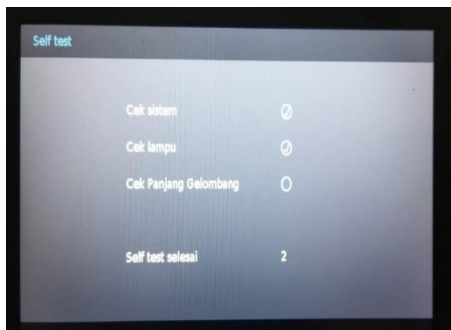 Self test
Cek sistem
Cek lampu
Cek Panjang Gelombang
Self test selesai 2